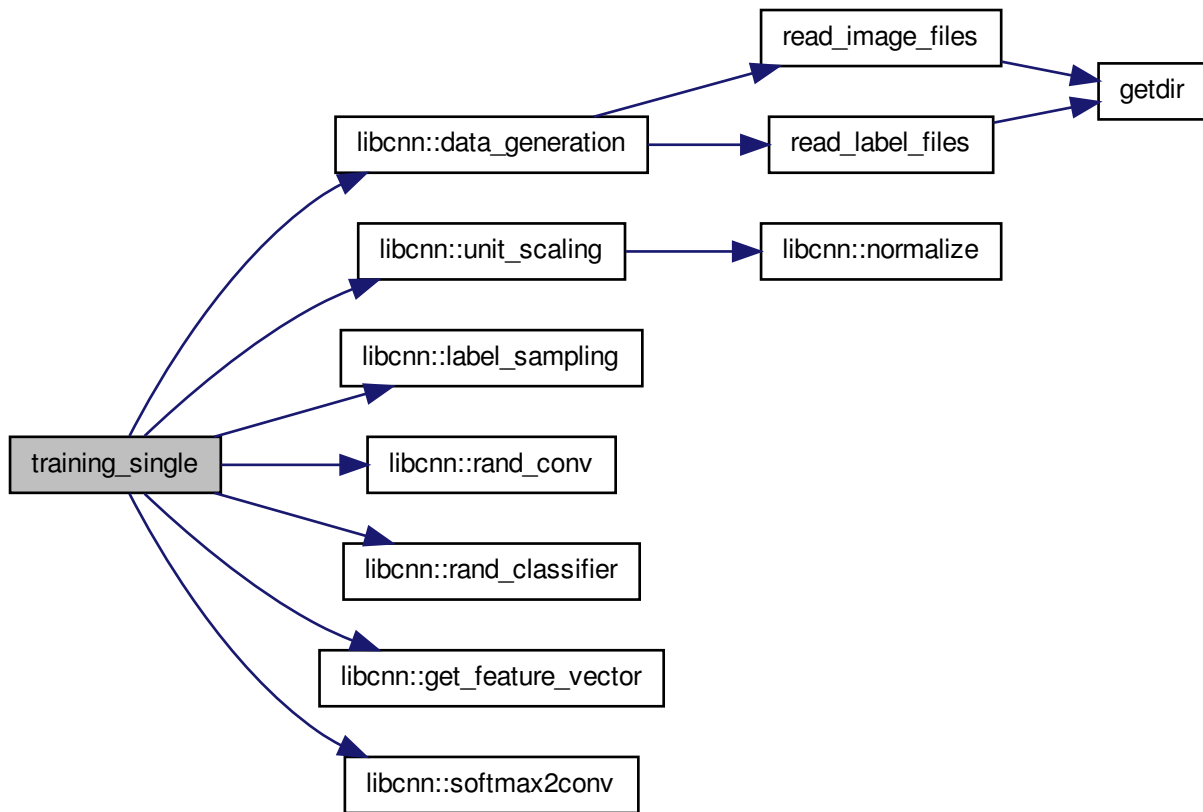 read_image_files
getdir
libcnn::data_generation
read_label_files
libcnn::unit_scaling
libcnn::normalize
libcnn::label_sampling
training_single
libcnn::rand_conv
libcnn::rand_classifier
libcnn::get_feature_vector
libcnn::softmax2conv